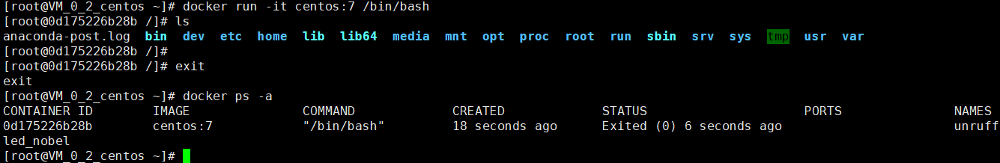 [root@VM_0_2_centos ~]# docker run -it centos:7 /bin/bash
[root@0d175226b28b /]# ls
anaconda-post.log  bin  dev  etc  home  lib  lib64  media  mnt  opt  proc  root  run  sbin  srv  sys  tmp  usr  var
[root@0d175226b28b /]#
[root@0d175226b28b /]# exit
exit
[root@VM_0_2_centos ~]# docker ps -a
CONTAINER ID        IMAGE               COMMAND             CREATED             STATUS                     PORTS               NAMES
0d175226b28b        centos:7            "/bin/bash"         18 seconds ago      Exited (0) 6 seconds ago                       unruff
led_nobel
[root@VM_0_2_centos ~]#